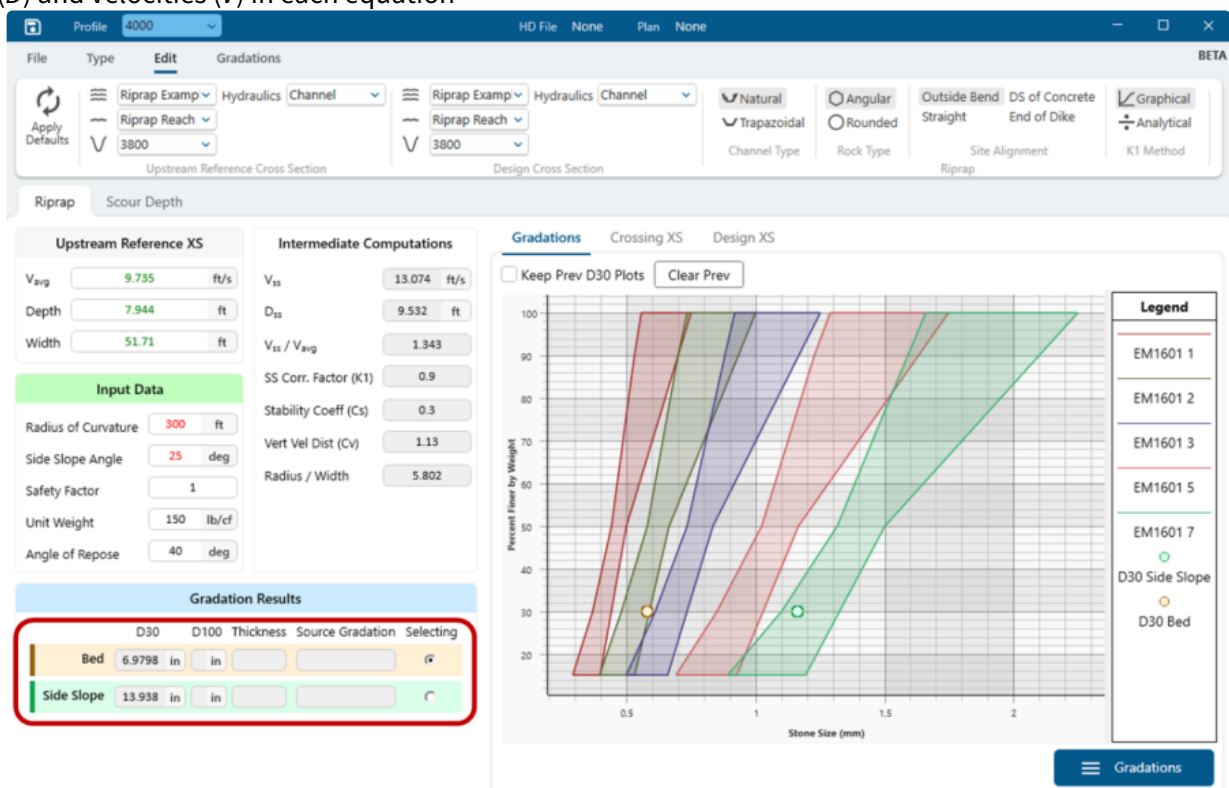 (D) and velocities (V) in each equation
Profile 4000 HD File None Plan None
File Type Edit Gradations BETA
Apply Defaults
Riprap Examp Hydraulics Channel
Riprap Reach
3800
Upstream Reference Cross Section
Riprap Examp Hydraulics Channel
Riprap Reach
3800
Design Cross Section
Natural
Trapazoidal
Channel Type
Angular
Rounded
Rock Type
Outside Bend DS of Concrete
Straight End of Dike
Site Alignment
Graphical
Analytical
K1 Method
Riprap
Riprap Scour Depth
Upstream Reference XS
Vavg 9.735 ft/s
Depth 7.944 ft
Width 51.71 ft
Input Data
Radius of Curvature 300 ft
Side Slope Angle 25 deg
Safety Factor 1
Unit Weight 150 lb/cf
Angle of Repose 40 deg
Intermediate Computations
Vss 13.074 ft/s
Dss 9.532 ft
Vss / Vavg 1.343
SS Corr. Factor (K1) 0.9
Stability Coeff (Cs) 0.3
Vert Vel Dist (Cv) 1.13
Radius / Width 5.802
Gradation Results
D30 D100 Thickness Source Gradation Selecting
Bed 6.9798 in in
Side Slope 13.938 in in
Gradations Crossing XS Design XS
Keep Prev D30 Plots Clear Prev
Percent Finer by Weight
100
90
80
70
60
50
40
30
20
0.5 1 1.5 2
Stone Size (mm)
Legend
EM1601 1
EM1601 2
EM1601 3
EM1601 5
EM1601 7
D30 Side Slope
D30 Bed
Gradations